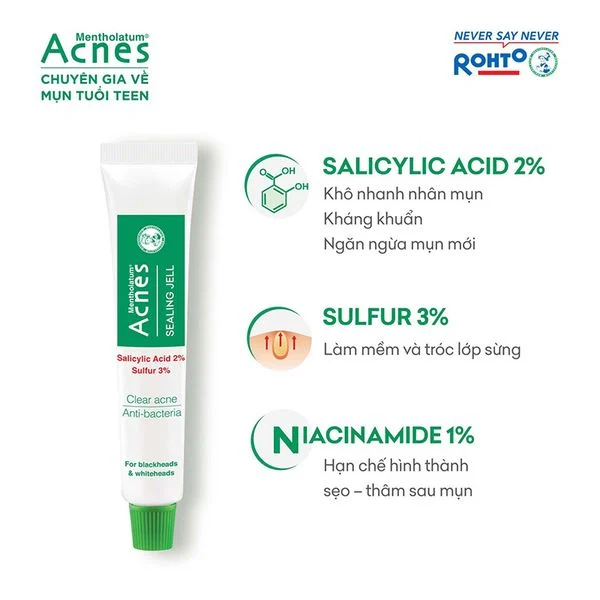 Mentholatum®
Acnes
CHUYÊN GIA VỀ
MỤN TUỔI TEEN
NEVER SAY NEVER
ROHTO
Mentholatum®
Acnes
SEALING JELL
Salicylic Acid 2%
Sulfur 3%
Clear acne
Anti-bacteria
For blackheads
& whiteheads
OH
O
OH
SALICYLIC ACID 2%
Khô nhanh nhân mụn
Kháng khuẩn
Ngăn ngừa mụn mới
SULFUR 3%
Làm mềm và tróc lớp sừng
NIACINAMIDE 1%
Hạn chế hình thành
sẹo – thâm sau mụn